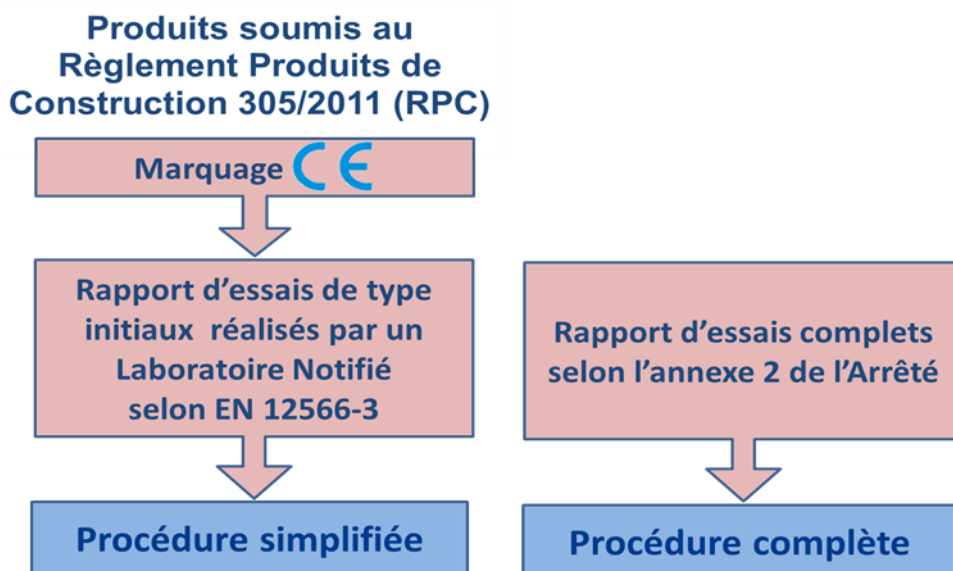 Produits soumis au
Règlement Produits de
Construction 305/2011 (RPC)
Marquage CE
Rapport d'essais de type
initiaux réalisés par un
Laboratoire Notifié
selon EN 12566-3
Procédure simplifiée
Rapport d'essais complets
selon l'annexe 2 de l'Arrêté
Procédure complète